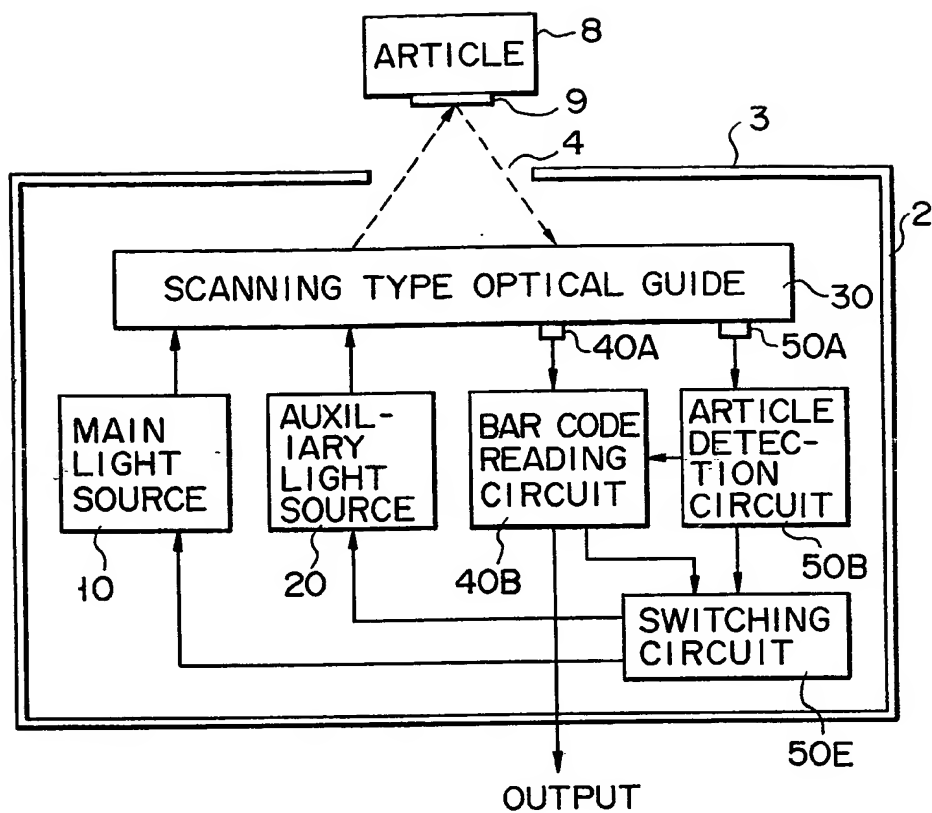 ARTICLE
8
9
4
3
2
SCANNING TYPE OPTICAL GUIDE
30
40A
50A
MAIN
LIGHT
SOURCE
10
AUXIL-
IARY
LIGHT
SOURCE
20
BAR CODE
READING
CIRCUIT
40B
ARTICLE
DETEC-
TION
CIRCUIT
50B
SWITCHING
CIRCUIT
50E
OUTPUT